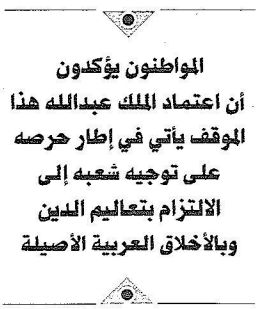 المواطنون يؤكدون
أن اعتماد الملك عبدالله هذا
الموقف يأتي في إطار حرصه
على توجيه شعبه إلى
الالتزام بتعاليم الدين
وبالأخلاق العربية الأصيلة